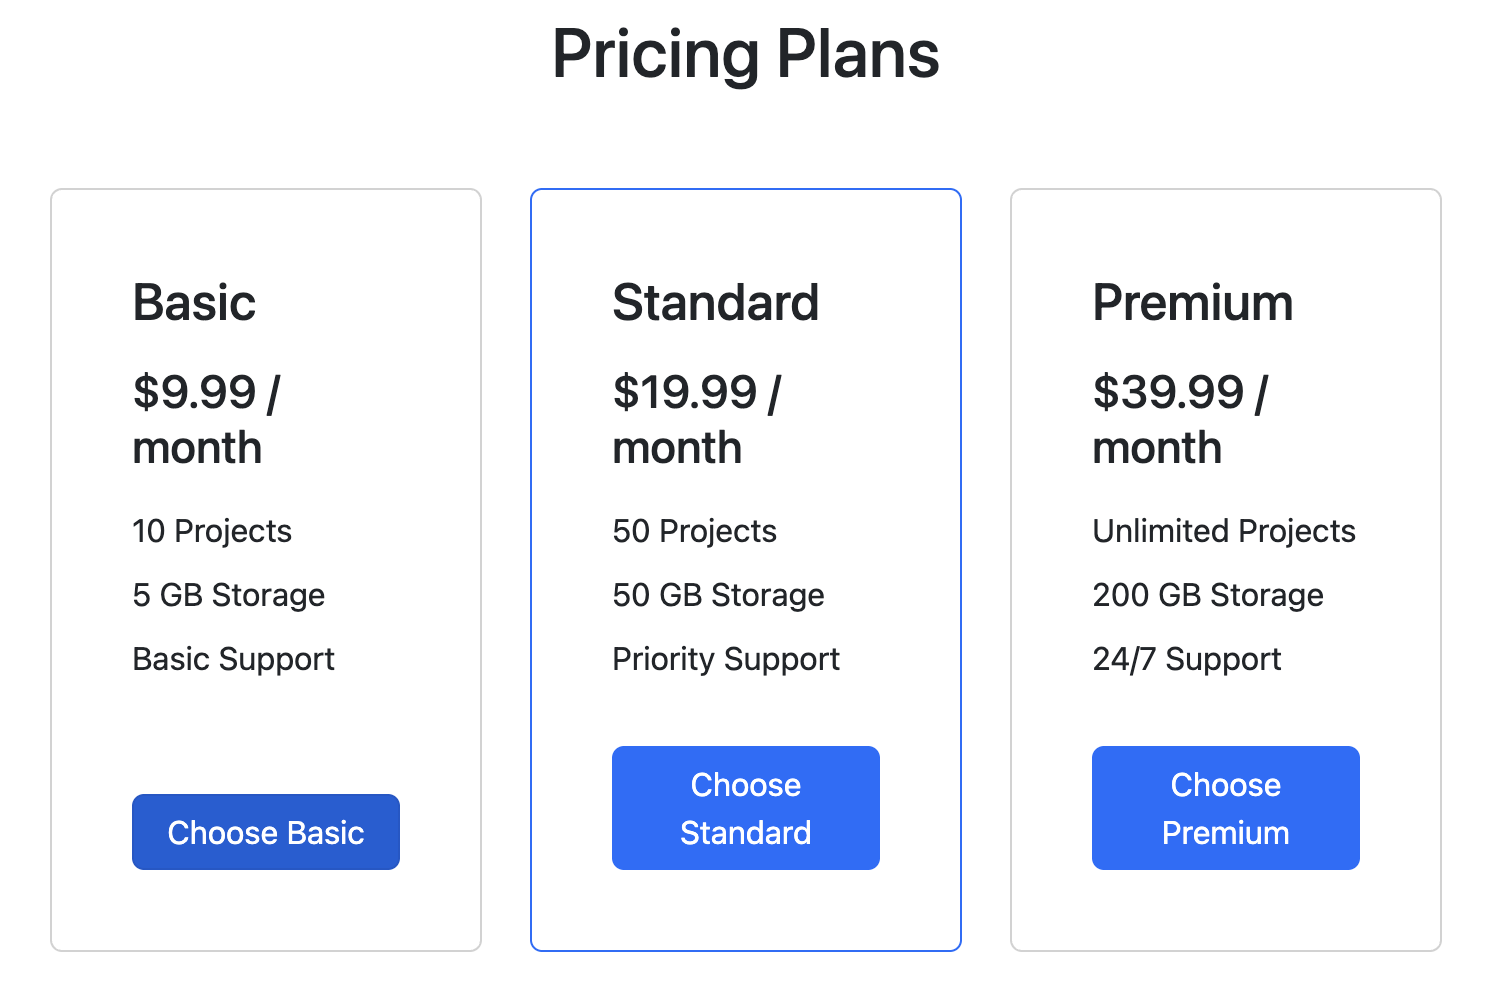 Pricing Plans
Basic
$9.99 /
month
10 Projects
5 GB Storage
Basic Support
Choose Basic
Standard
$19.99 /
month
50 Projects
50 GB Storage
Priority Support
Choose
Standard
Premium
$39.99 /
month
Unlimited Projects
200 GB Storage
24/7 Support
Choose
Premium